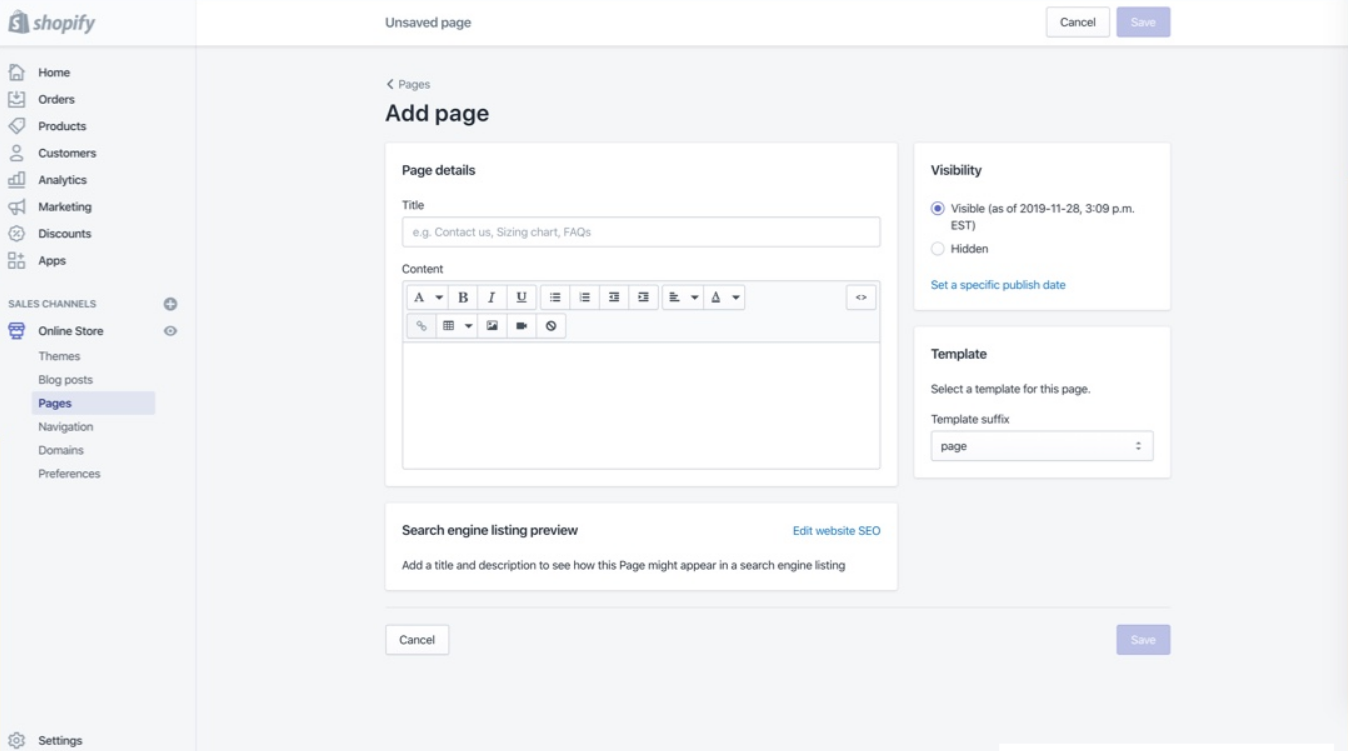 shopify
Unsaved page
Cancel
Save
Home
Orders
Products
Customers
Analytics
Marketing
Discounts
Apps
SALES CHANNELS
Online Store
Themes
Blog posts
Pages
Navigation
Domains
Preferences
Settings
Pages
Add page
Page details
Title
e.g. Contact us, Sizing chart, FAQs
Content
A
B
I
U
A
<>
Search engine listing preview
Edit website SEO
Add a title and description to see how this Page might appear in a search engine listing
Visibility
Visible (as of 2019-11-28, 3:09 p.m.
EST)
Hidden
Set a specific publish date
Template
Select a template for this page.
Template suffix
page
Cancel
Save